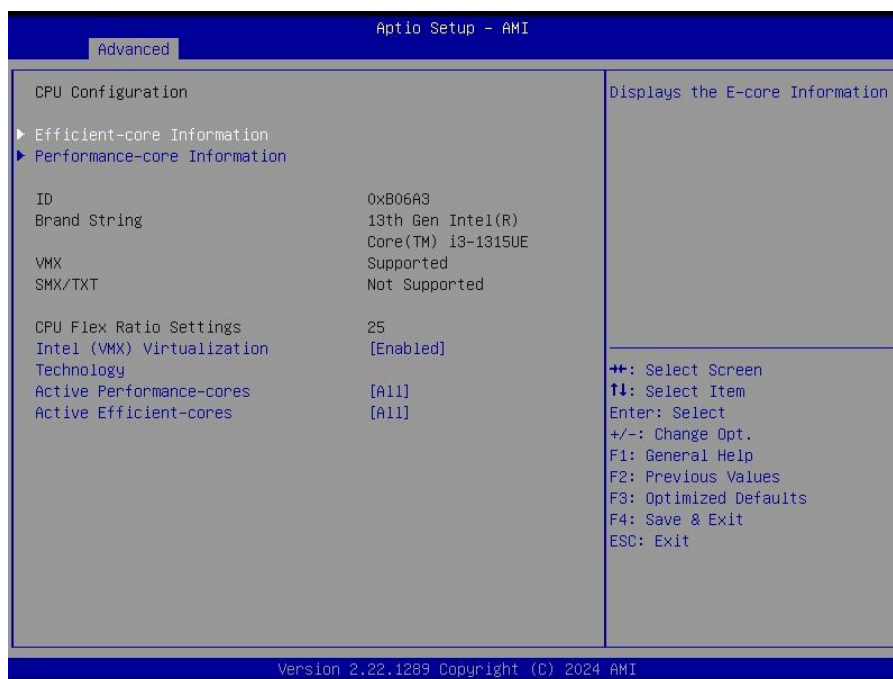 Aptio Setup - AMI
Advanced
CPU Configuration
Efficient-core Information
Performance-core Information
ID 0xB06A3
Brand String 13th Gen Intel(R)
Core(TM) i3-1315UE
VMX Supported
SMX/TXT Not Supported
CPU Flex Ratio Settings 25
Intel (VMX) Virtualization [Enabled]
Technology
Active Performance-cores [All]
Active Efficient-cores [All]
Displays the E-core Information
→←: Select Screen
↑↓: Select Item
Enter: Select
+/-: Change Opt.
F1: General Help
F2: Previous Values
F3: Optimized Defaults
F4: Save & Exit
ESC: Exit
Version 2.22.1289 Copyright (C) 2024 AMI